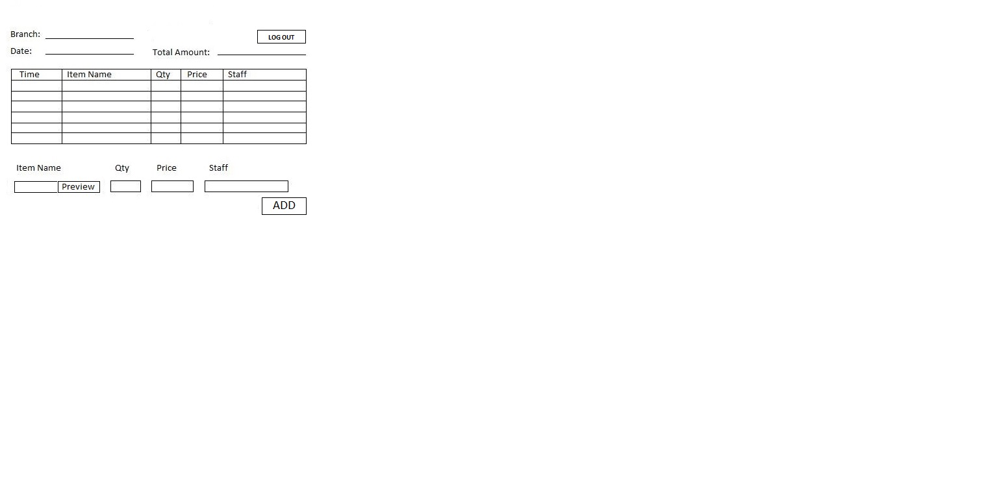 Branch: LOG OUT
Date: Total Amount:
Time Item Name Qty Price Staff
Item Name Qty Price Staff
Preview
ADD